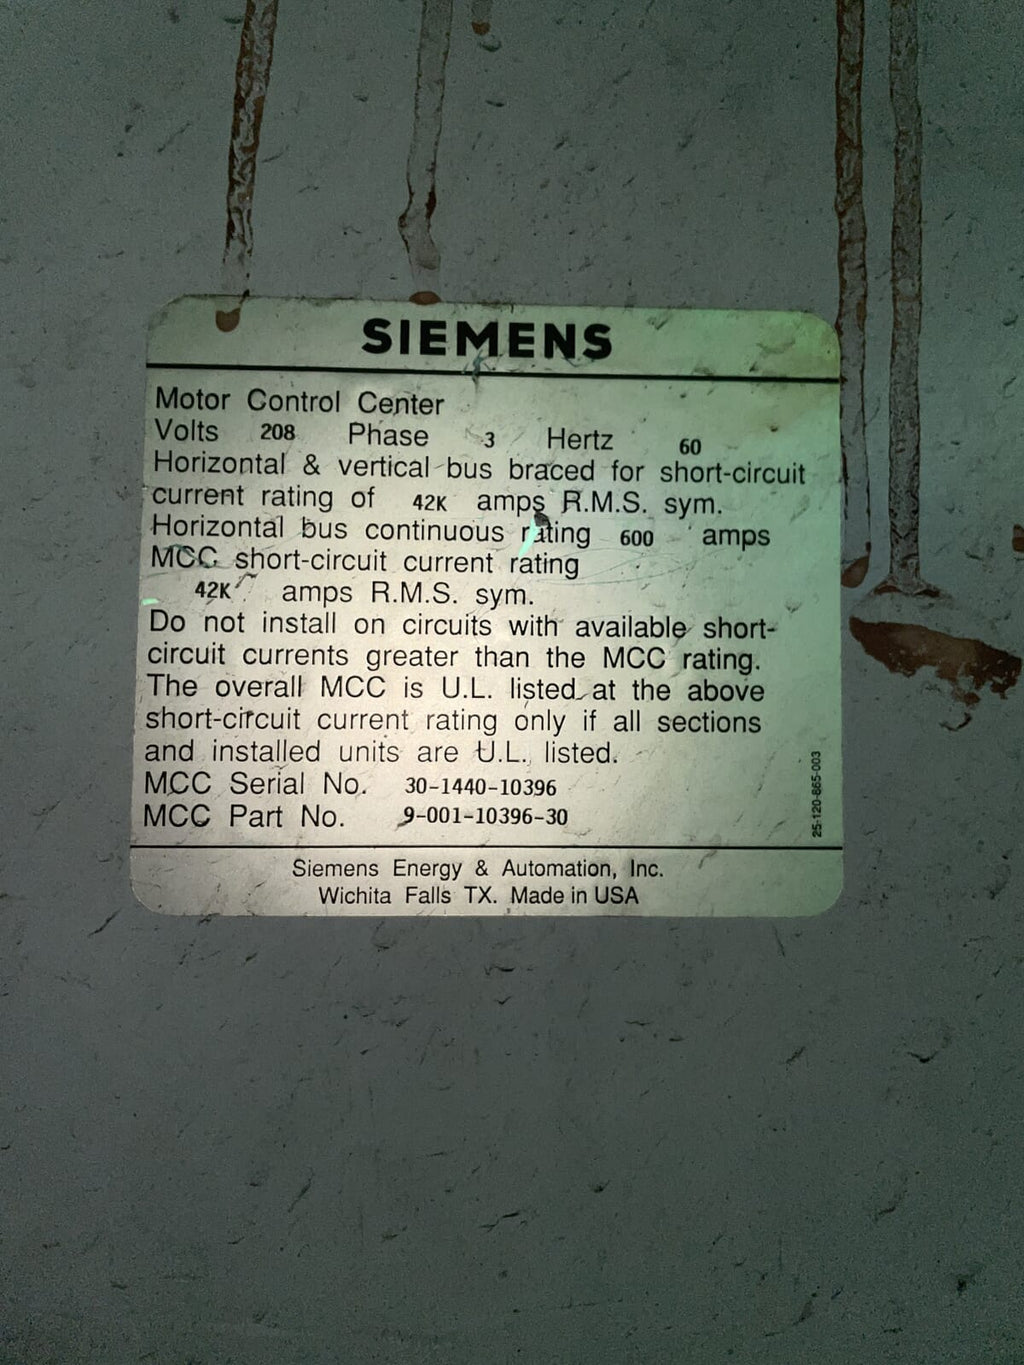 SIEMENS
Motor Control Center
Volts 208 Phase 3 Hertz 60
Horizontal & vertical bus braced for short-circuit
current rating of 42K amps R.M.S. sym.
Horizontal bus continuous rating 600 amps
MCC short-circuit current rating
42K amps R.M.S. sym.
Do not install on circuits with available short-
circuit currents greater than the MCC rating.
The overall MCC is U.L. listed at the above
short-circuit current rating only if all sections
and installed units are U.L. listed.
MCC Serial No. 30-1440-10396
MCC Part No. 9-001-10396-30
25-120-865-003
Siemens Energy & Automation, Inc.
Wichita Falls TX. Made in USA